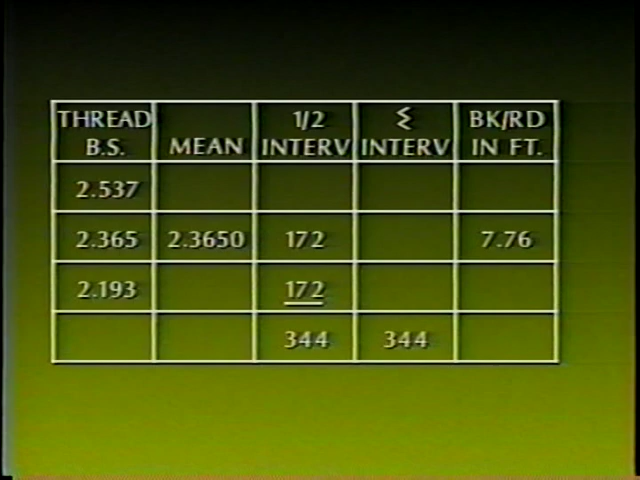 THREAD B.S. MEAN 1/2 INTERV Σ INTERV BK/RD IN FT.
2.537
2.365 2.3650 172 7.76
2.193 172
344 344